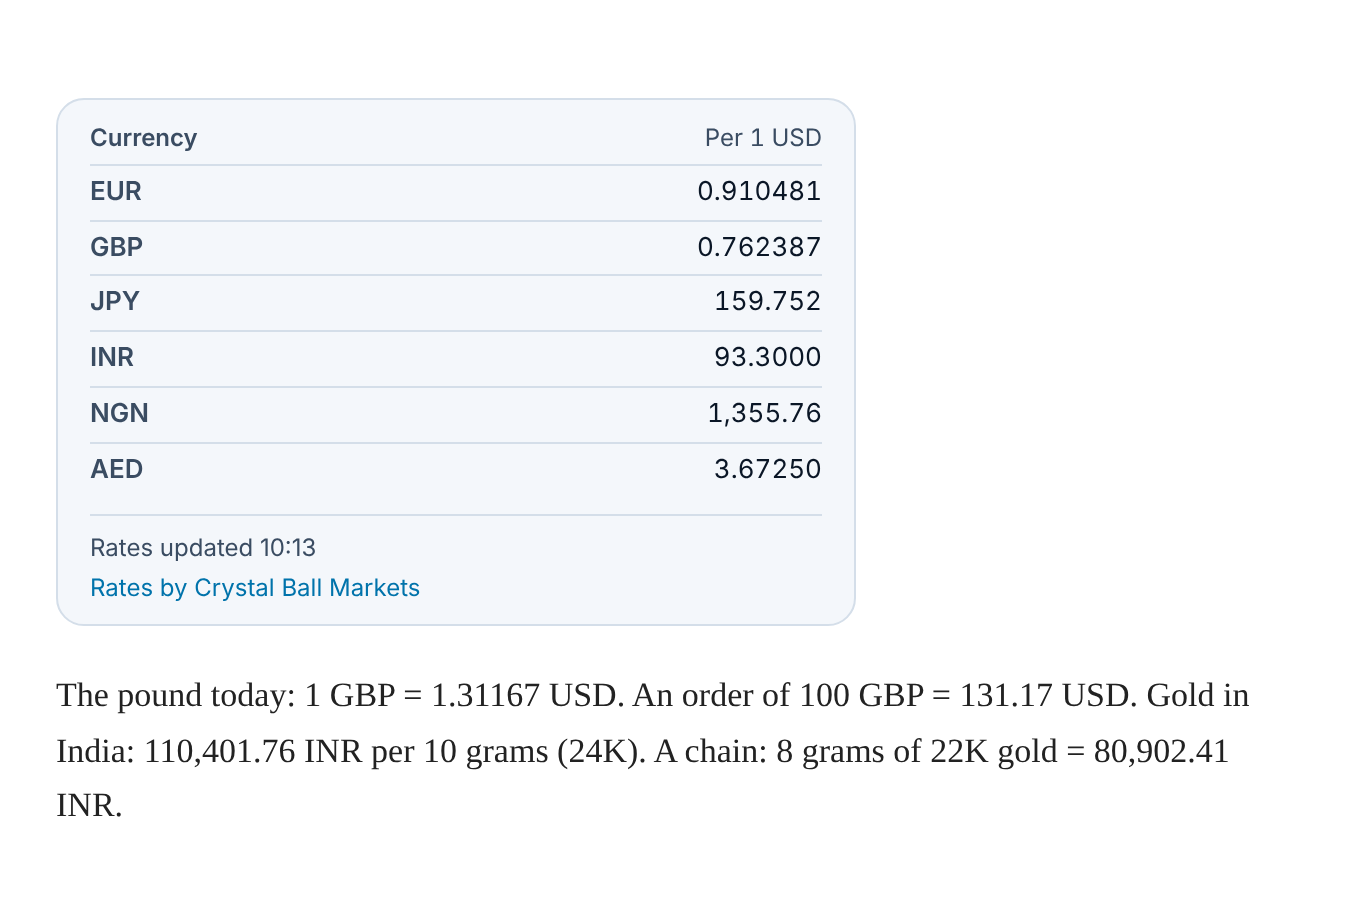 Currency Per 1 USD
EUR 0.910481
GBP 0.762387
JPY 159.752
INR 93.3000
NGN 1,355.76
AED 3.67250
Rates updated 10:13
Rates by Crystal Ball Markets
The pound today: 1 GBP = 1.31167 USD. An order of 100 GBP = 131.17 USD. Gold in
India: 110,401.76 INR per 10 grams (24K). A chain: 8 grams of 22K gold = 80,902.41
INR.